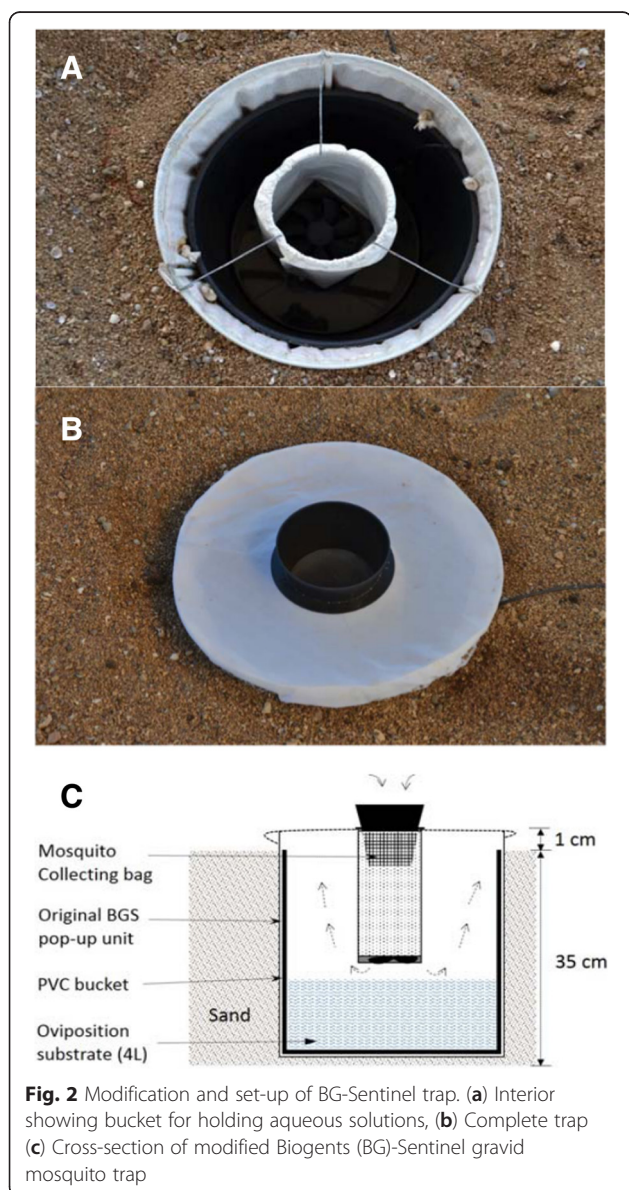 A
B
C
Mosquito
Collecting bag
Original BGS
pop-up unit
PVC bucket
Oviposition
substrate (4L)
Sand
1 cm
35 cm
Fig. 2 Modification and set-up of BG-Sentinel trap. (a) Interior
showing bucket for holding aqueous solutions, (b) Complete trap
(c) Cross-section of modified Biogents (BG)-Sentinel gravid
mosquito trap